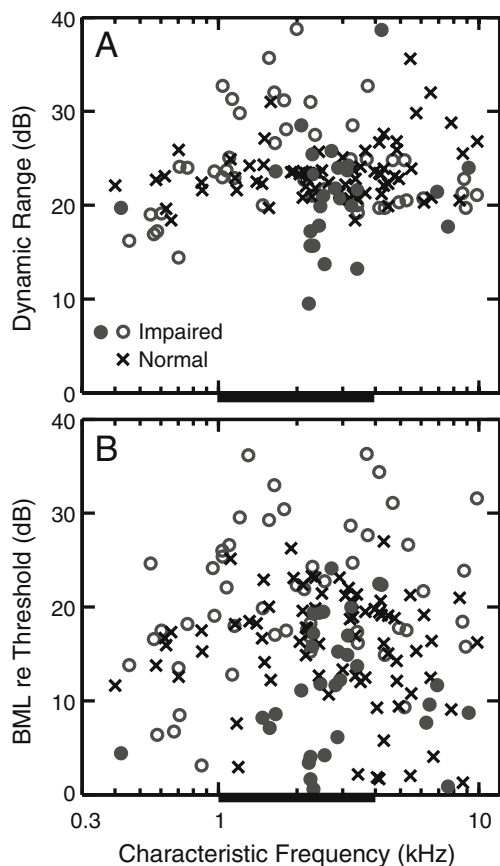 A
Dynamic Range (dB)
40
30
20
10
0
Impaired
Normal
B
BML re Threshold (dB)
40
30
20
10
0
0.3
1
10
Characteristic Frequency (kHz)